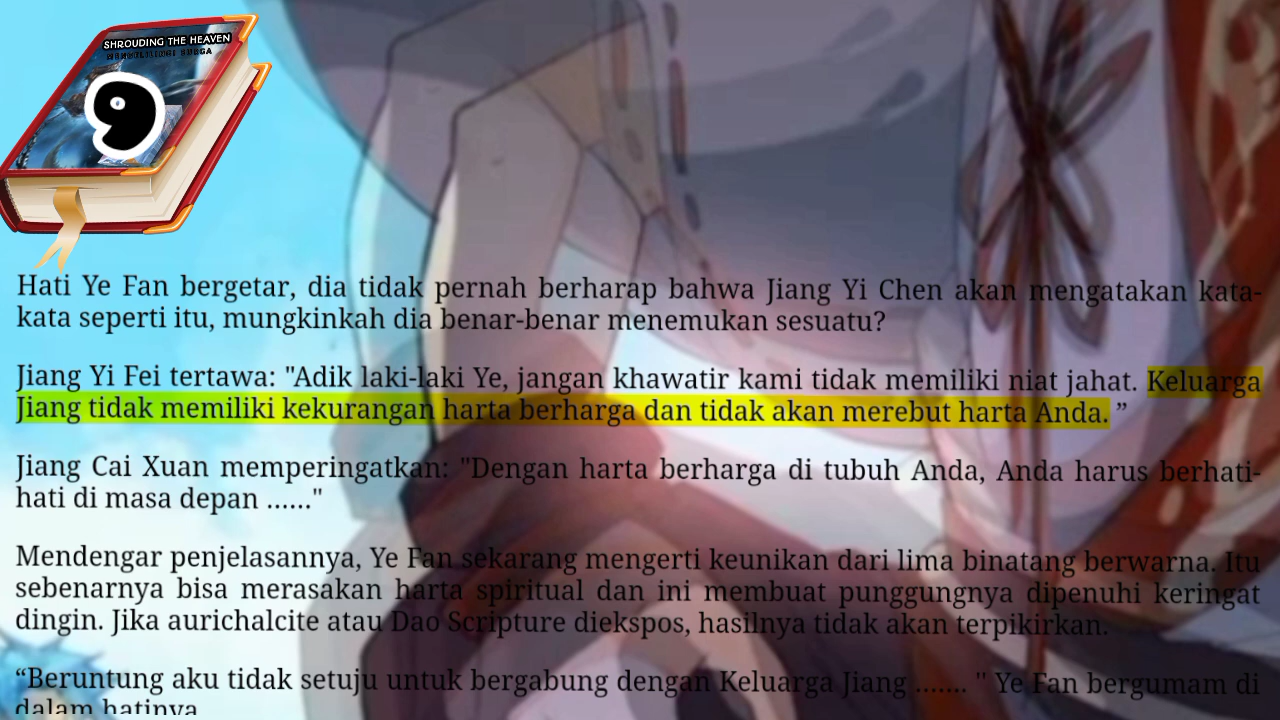 SHROUDING THE HEAVEN
9
Hati Ye Fan bergetar, dia tidak pernah berharap bahwa Jiang Yi Chen akan mengatakan kata-
kata seperti itu, mungkinkah dia benar-benar menemukan sesuatu?
Jiang Yi Fei tertawa: "Adik laki-laki Ye, jangan khawatir kami tidak memiliki niat jahat. Keluarga
Jiang tidak memiliki kekurangan harta berharga dan tidak akan merebut harta Anda. ”
Jiang Cai Xuan memperingatkan: "Dengan harta berharga di tubuh Anda, Anda harus berhati-
hati di masa depan ......"
Mendengar penjelasannya, Ye Fan sekarang mengerti keunikan dari lima binatang berwarna. Itu
sebenarnya bisa merasakan harta spiritual dan ini membuat punggungnya dipenuhi keringat
dingin. Jika aurichalcite atau Dao Scripture diekspos, hasilnya tidak akan terpikirkan.
“Beruntung aku tidak setuju untuk bergabung dengan Keluarga Jiang ....... " Ye Fan bergumam di
dalam hatinya